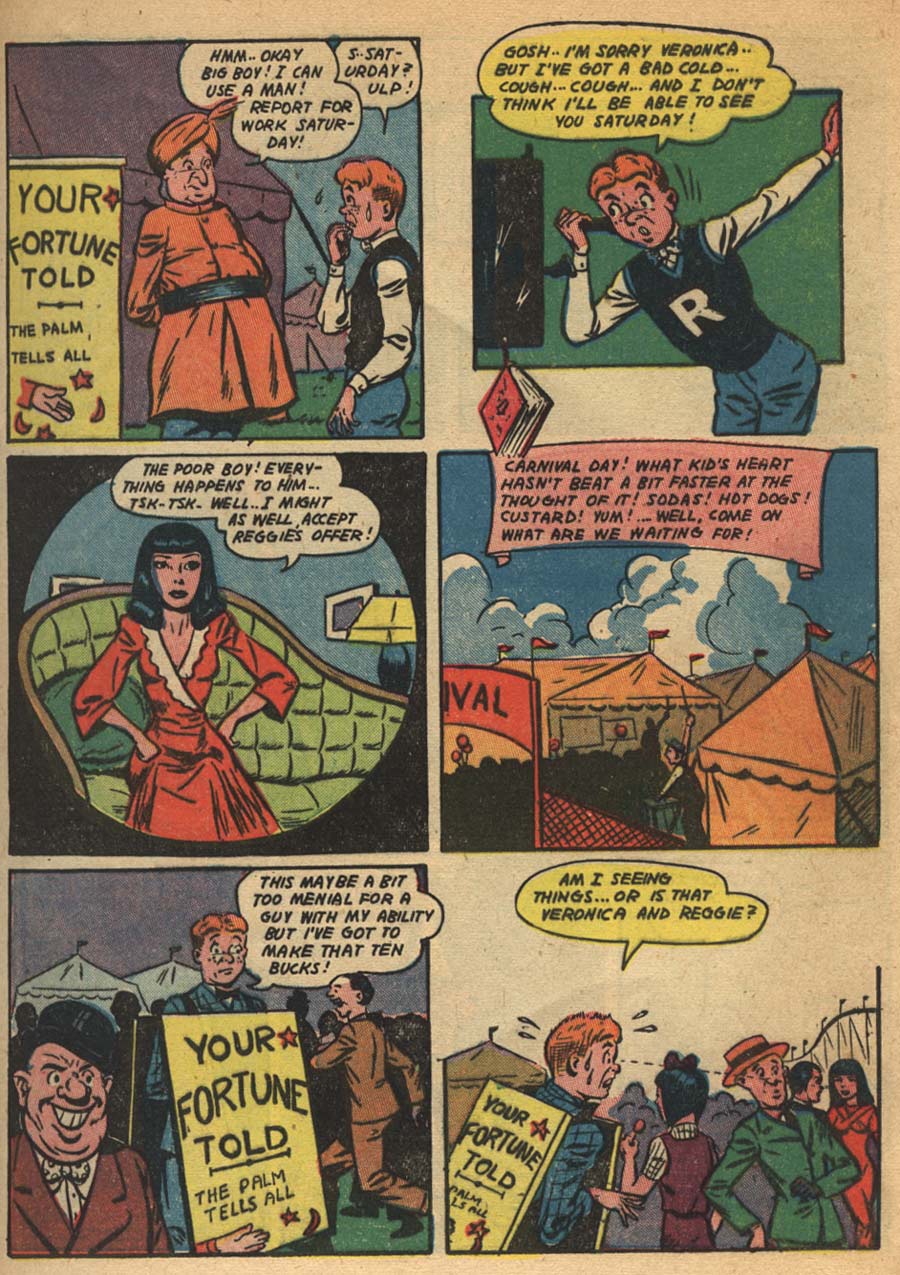 HMM.. OKAY
BIG BOY! I CAN
USE A MAN!
REPORT FOR
WORK SATUR-
DAY!
S..SAT-
URDAY?
ULP!
YOUR
FORTUNE
TOLD
THE PALM
TELLS ALL
GOSH.. I'M SORRY VERONICA..
BUT I'VE GOT A BAD COLD...
COUGH... COUGH... AND I DON'T
THINK I'LL BE ABLE TO SEE
YOU SATURDAY!
R
THE POOR BOY! EVERY-
THING HAPPENS TO HIM...
TSK-TSK- WELL.. I MIGHT
AS WELL ACCEPT
REGGIE'S OFFER!
CARNIVAL DAY! WHAT KID'S HEART
HASN'T BEAT A BIT FASTER AT THE
THOUGHT OF IT! SODAS! HOT DOGS!
CUSTARD! YUM! ... WELL, COME ON
WHAT ARE WE WAITING FOR!
IVAL
THIS MAYBE A BIT
TOO MENIAL FOR A
GUY WITH MY ABILITY
BUT I'VE GOT TO
MAKE THAT TEN
BUCKS!
YOUR
FORTUNE
TOLD
THE PALM
TELLS ALL
AM I SEEING
THINGS... OR IS THAT
VERONICA AND REGGIE?
YOUR
FORTUNE
TOLD
PALM
TELLS ALL